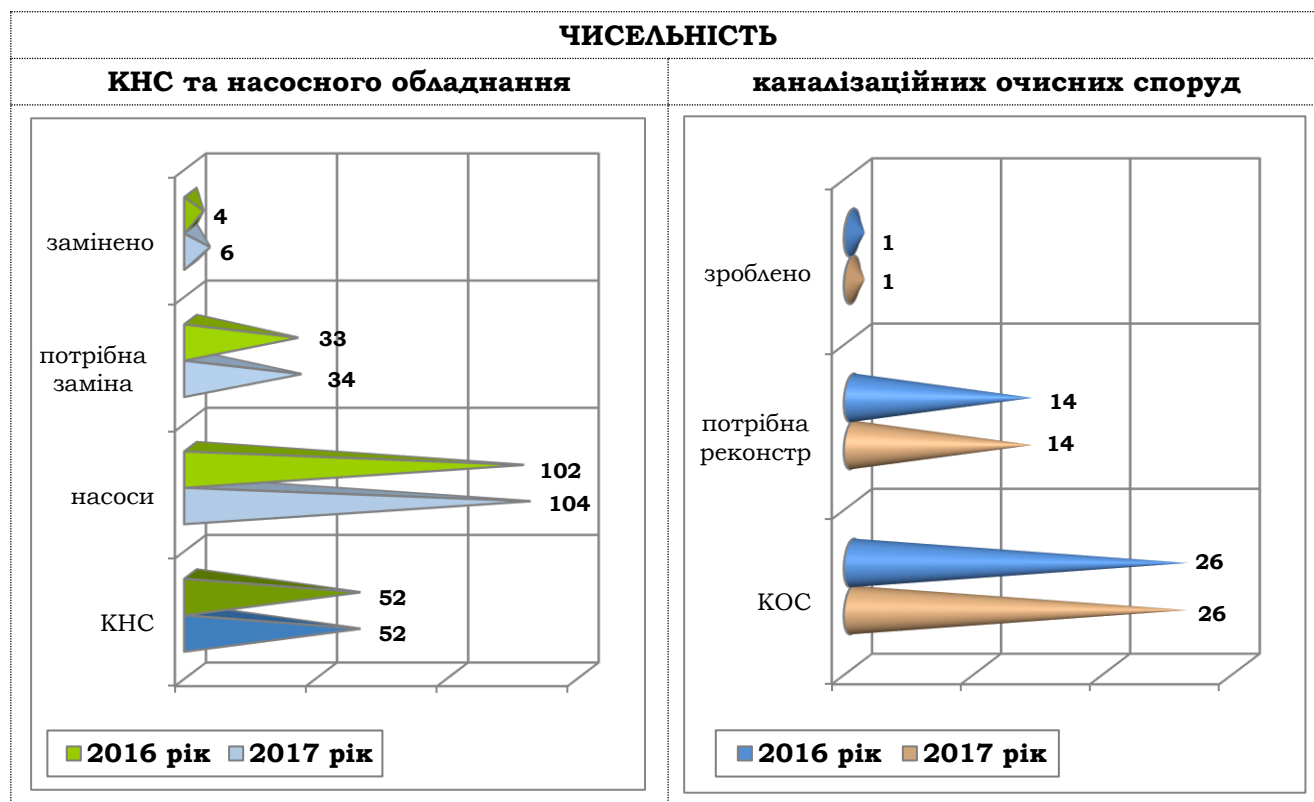 ЧИСЕЛЬНІСТЬ
КНС та насосного обладнання
замінено
4
6
потрібна
заміна
33
34
насоси
102
104
КНС
52
52
2016 рік 2017 рік
каналізаційних очисних споруд
зроблено
1
1
потрібна
реконстр
14
14
КОС
26
26
2016 рік 2017 рік